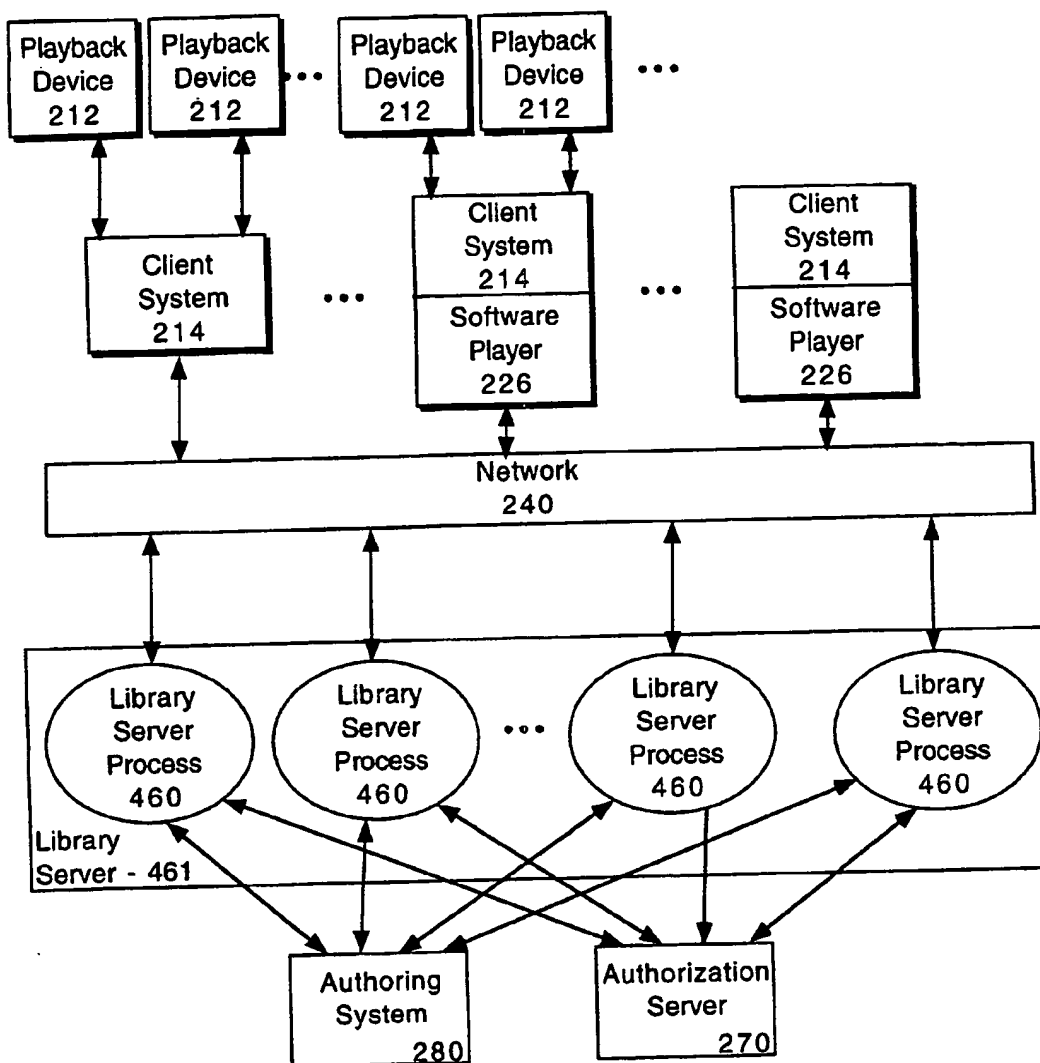 Playback
Device
212
Playback
Device
212
Playback
Device
212
Playback
Device
212
Client
System
214
Client
System
214
Software
Player
226
Client
System
214
Software
Player
226
Network
240
Library
Server
Process
460
Library
Server
Process
460
Library
Server
Process
460
Library
Server
Process
460
Library
Server - 461
Authoring
System
280
Authorization
Server
270